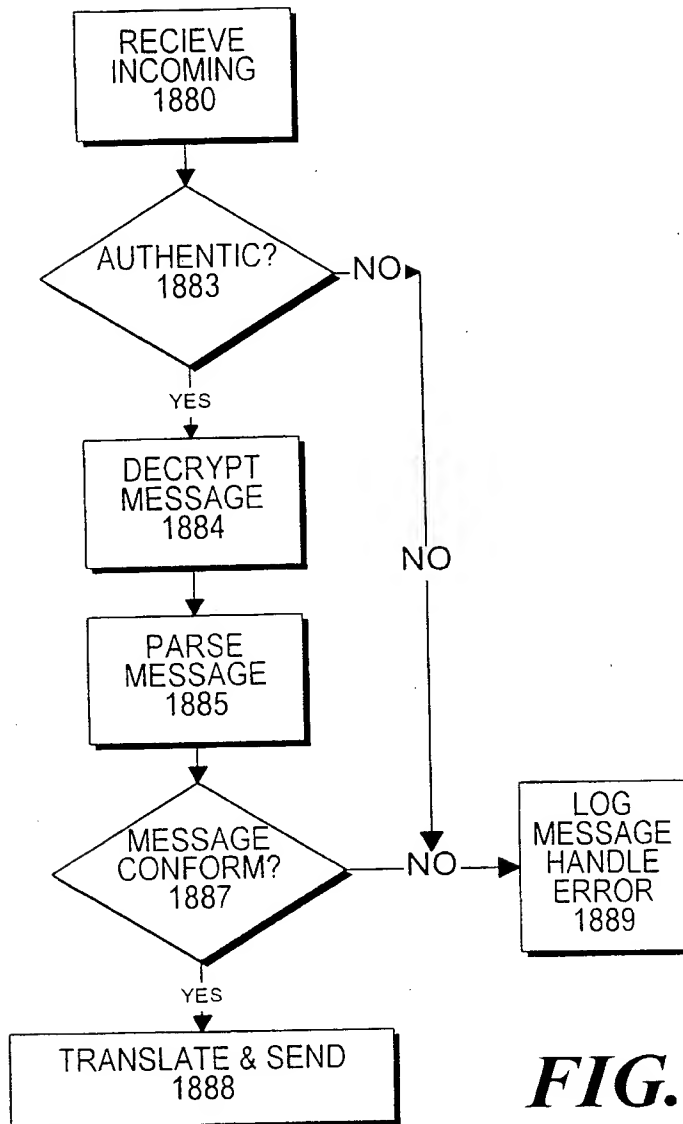 RECIEVE
INCOMING
1880
AUTHENTIC?
1883
NO
YES
DECRYPT
MESSAGE
1884
NO
PARSE
MESSAGE
1885
MESSAGE
CONFORM?
1887
NO
LOG
MESSAGE
HANDLE
ERROR
1889
YES
TRANSLATE & SEND
1888
FIG.